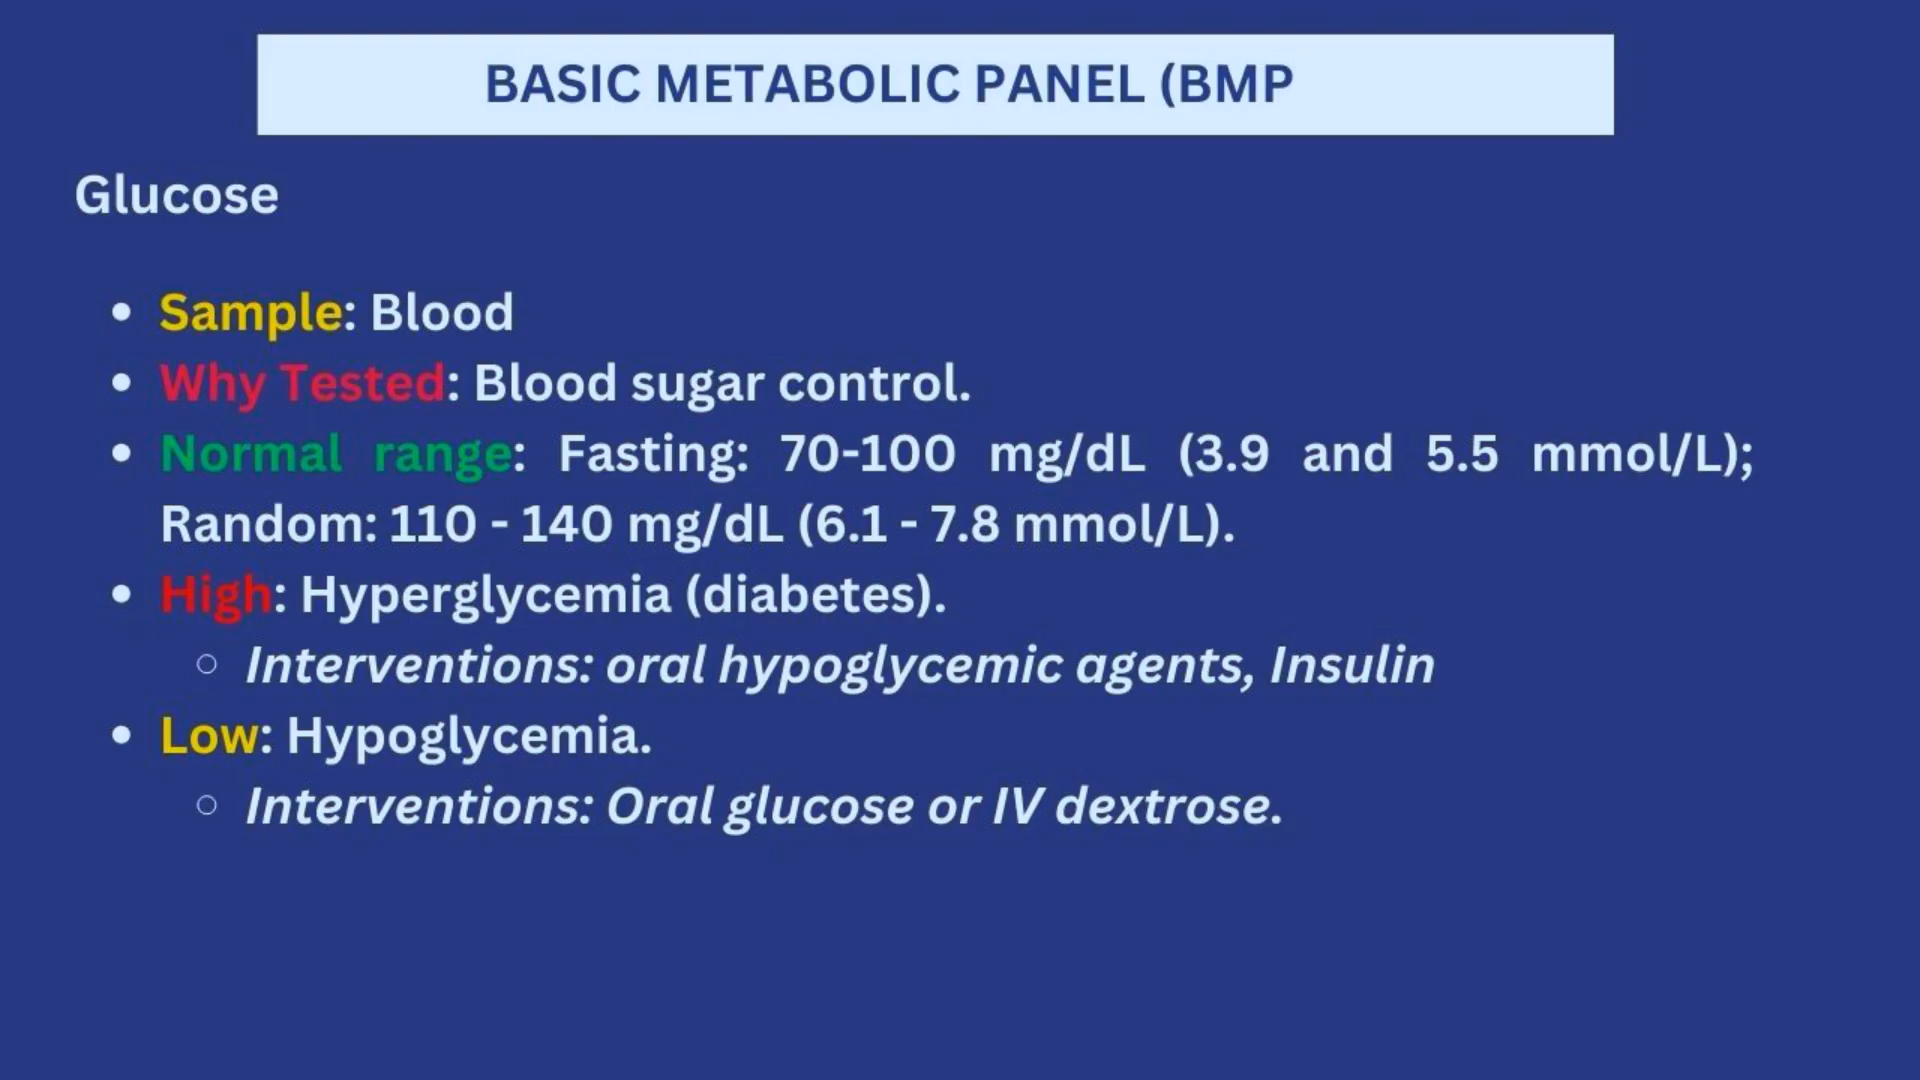 BASIC METABOLIC PANEL (BMP
Glucose
• Sample: Blood
• Why Tested: Blood sugar control.
• Normal range: Fasting: 70-100 mg/dL (3.9 and 5.5 mmol/L);
Random: 110 - 140 mg/dL (6.1 - 7.8 mmol/L).
• High: Hyperglycemia (diabetes).
○ Interventions: oral hypoglycemic agents, Insulin
• Low: Hypoglycemia.
○ Interventions: Oral glucose or IV dextrose.